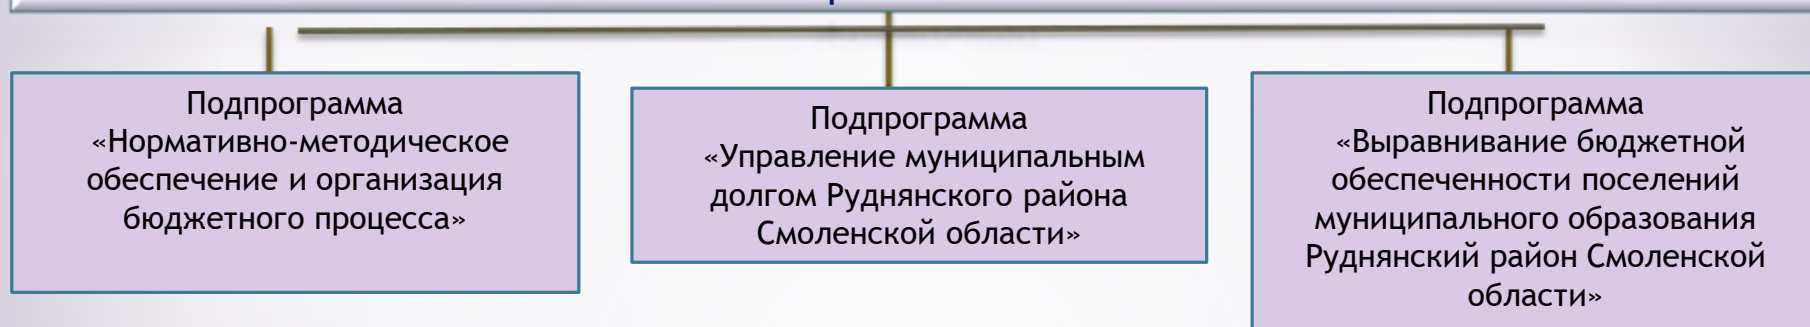 Подпрограмма
«Нормативно-методическое
обеспечение и организация
бюджетного процесса»
Подпрограмма
«Управление муниципальным
долгом Руднянского района
Смоленской области»
Подпрограмма
«Выравнивание бюджетной
обеспеченности поселений
муниципального образования
Руднянский район Смоленской
области»